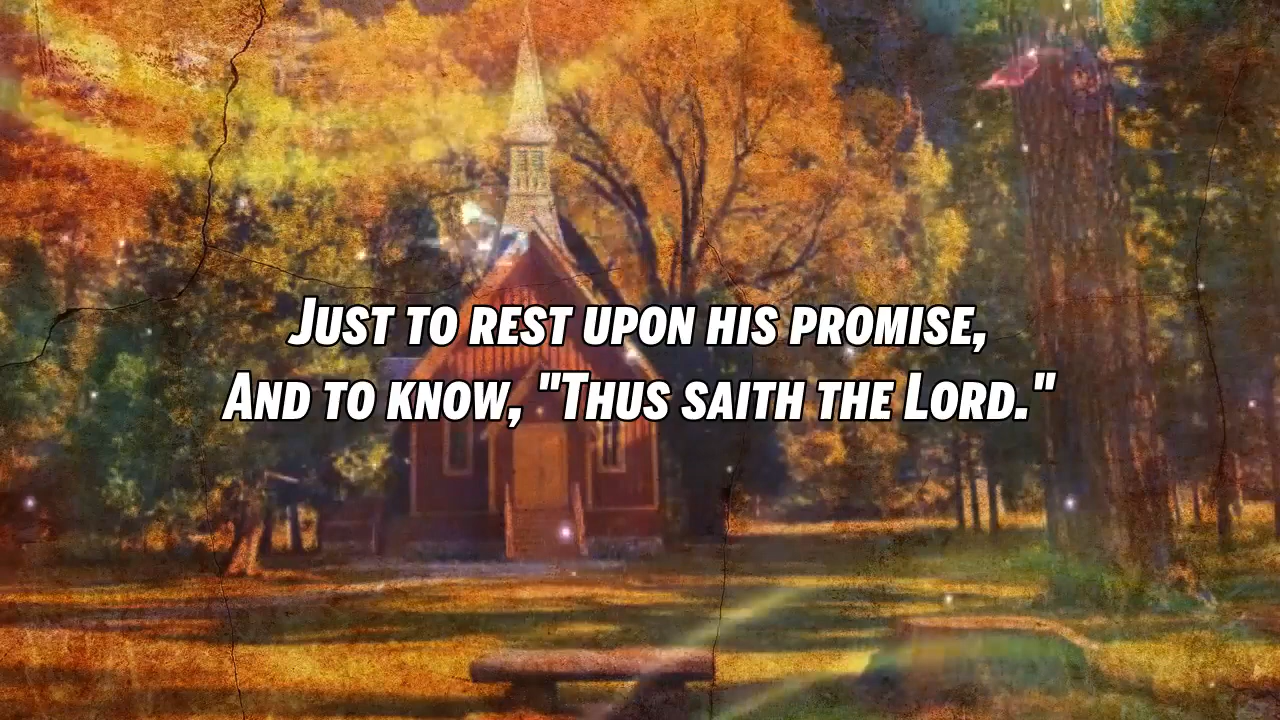 Just to rest upon his promise,
And to know, "Thus saith the Lord."